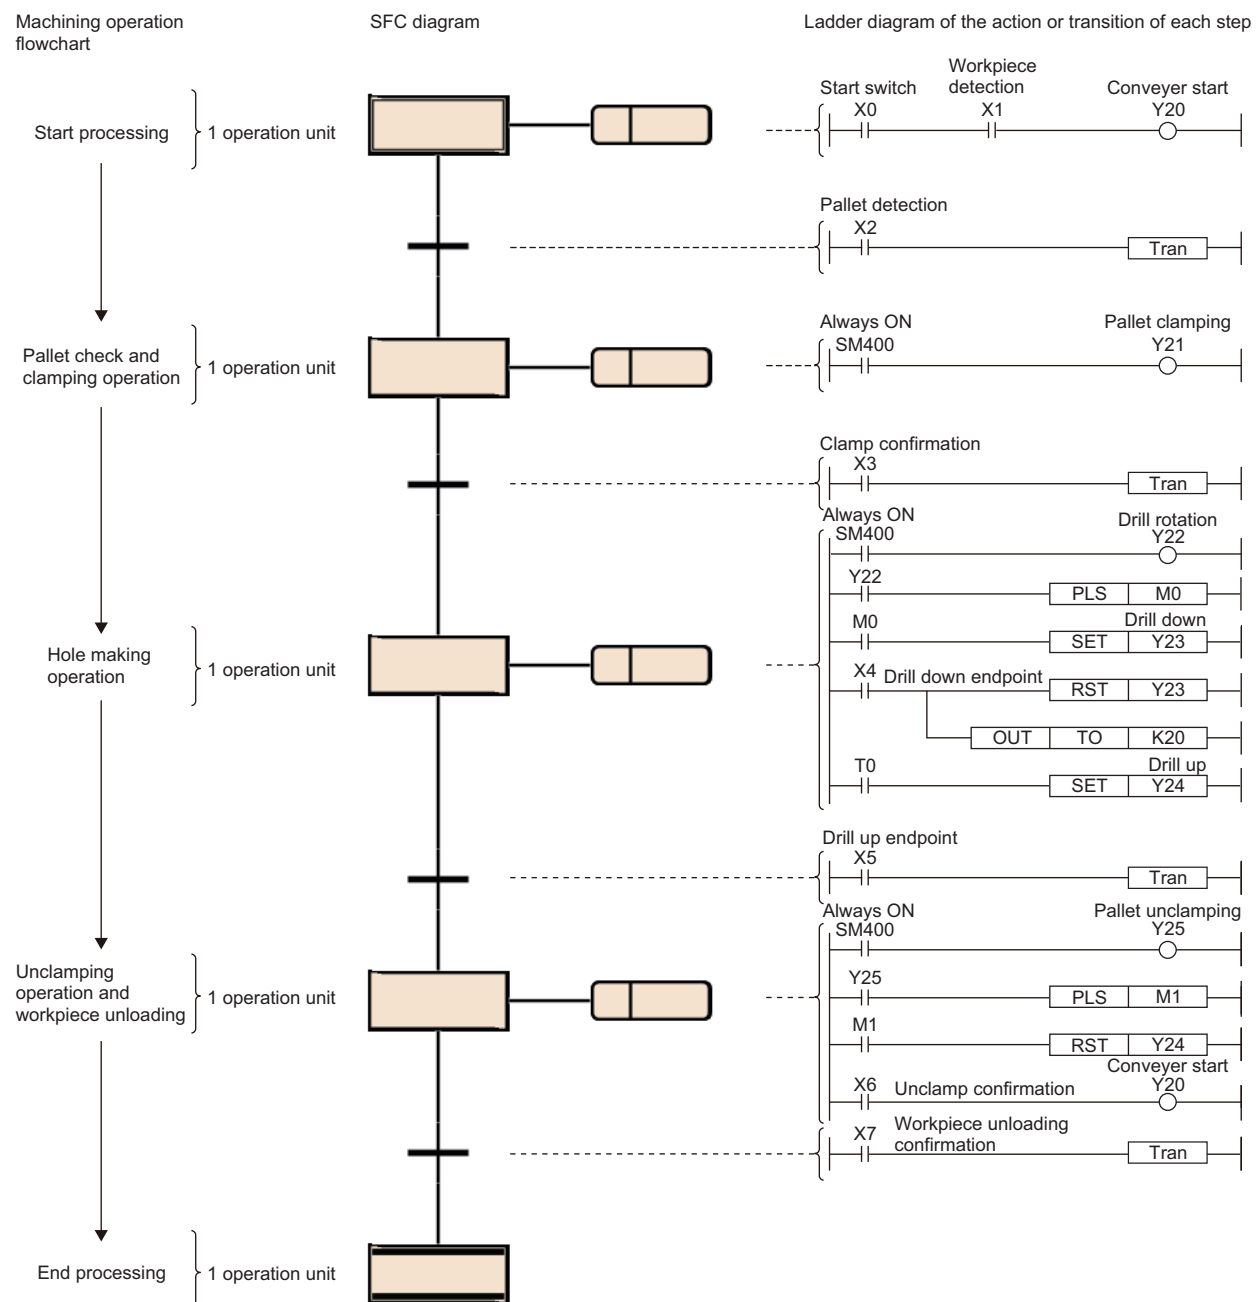 Machining operation
flowchart
SFC diagram
Ladder diagram of the action or transition of each step
Start processing
1 operation unit
Start switch
X0
Workpiece
detection
X1
Conveyer start
Y20
Pallet detection
X2
Tran
Pallet check and
clamping operation
1 operation unit
Always ON
SM400
Pallet clamping
Y21
Clamp confirmation
X3
Tran
Hole making
operation
1 operation unit
Always ON
SM400
Drill rotation
Y22
Y22
PLS M0
M0
Drill down
SET Y23
X4
Drill down endpoint
RST Y23
OUT TO K20
T0
Drill up
SET Y24
Drill up endpoint
X5
Tran
Unclamping
operation and
workpiece unloading
1 operation unit
Always ON
SM400
Pallet unclamping
Y25
Y25
PLS M1
M1
RST Y24
X6
Unclamp confirmation
Conveyer start
Y20
X7
Workpiece unloading
confirmation
Tran
End processing
1 operation unit